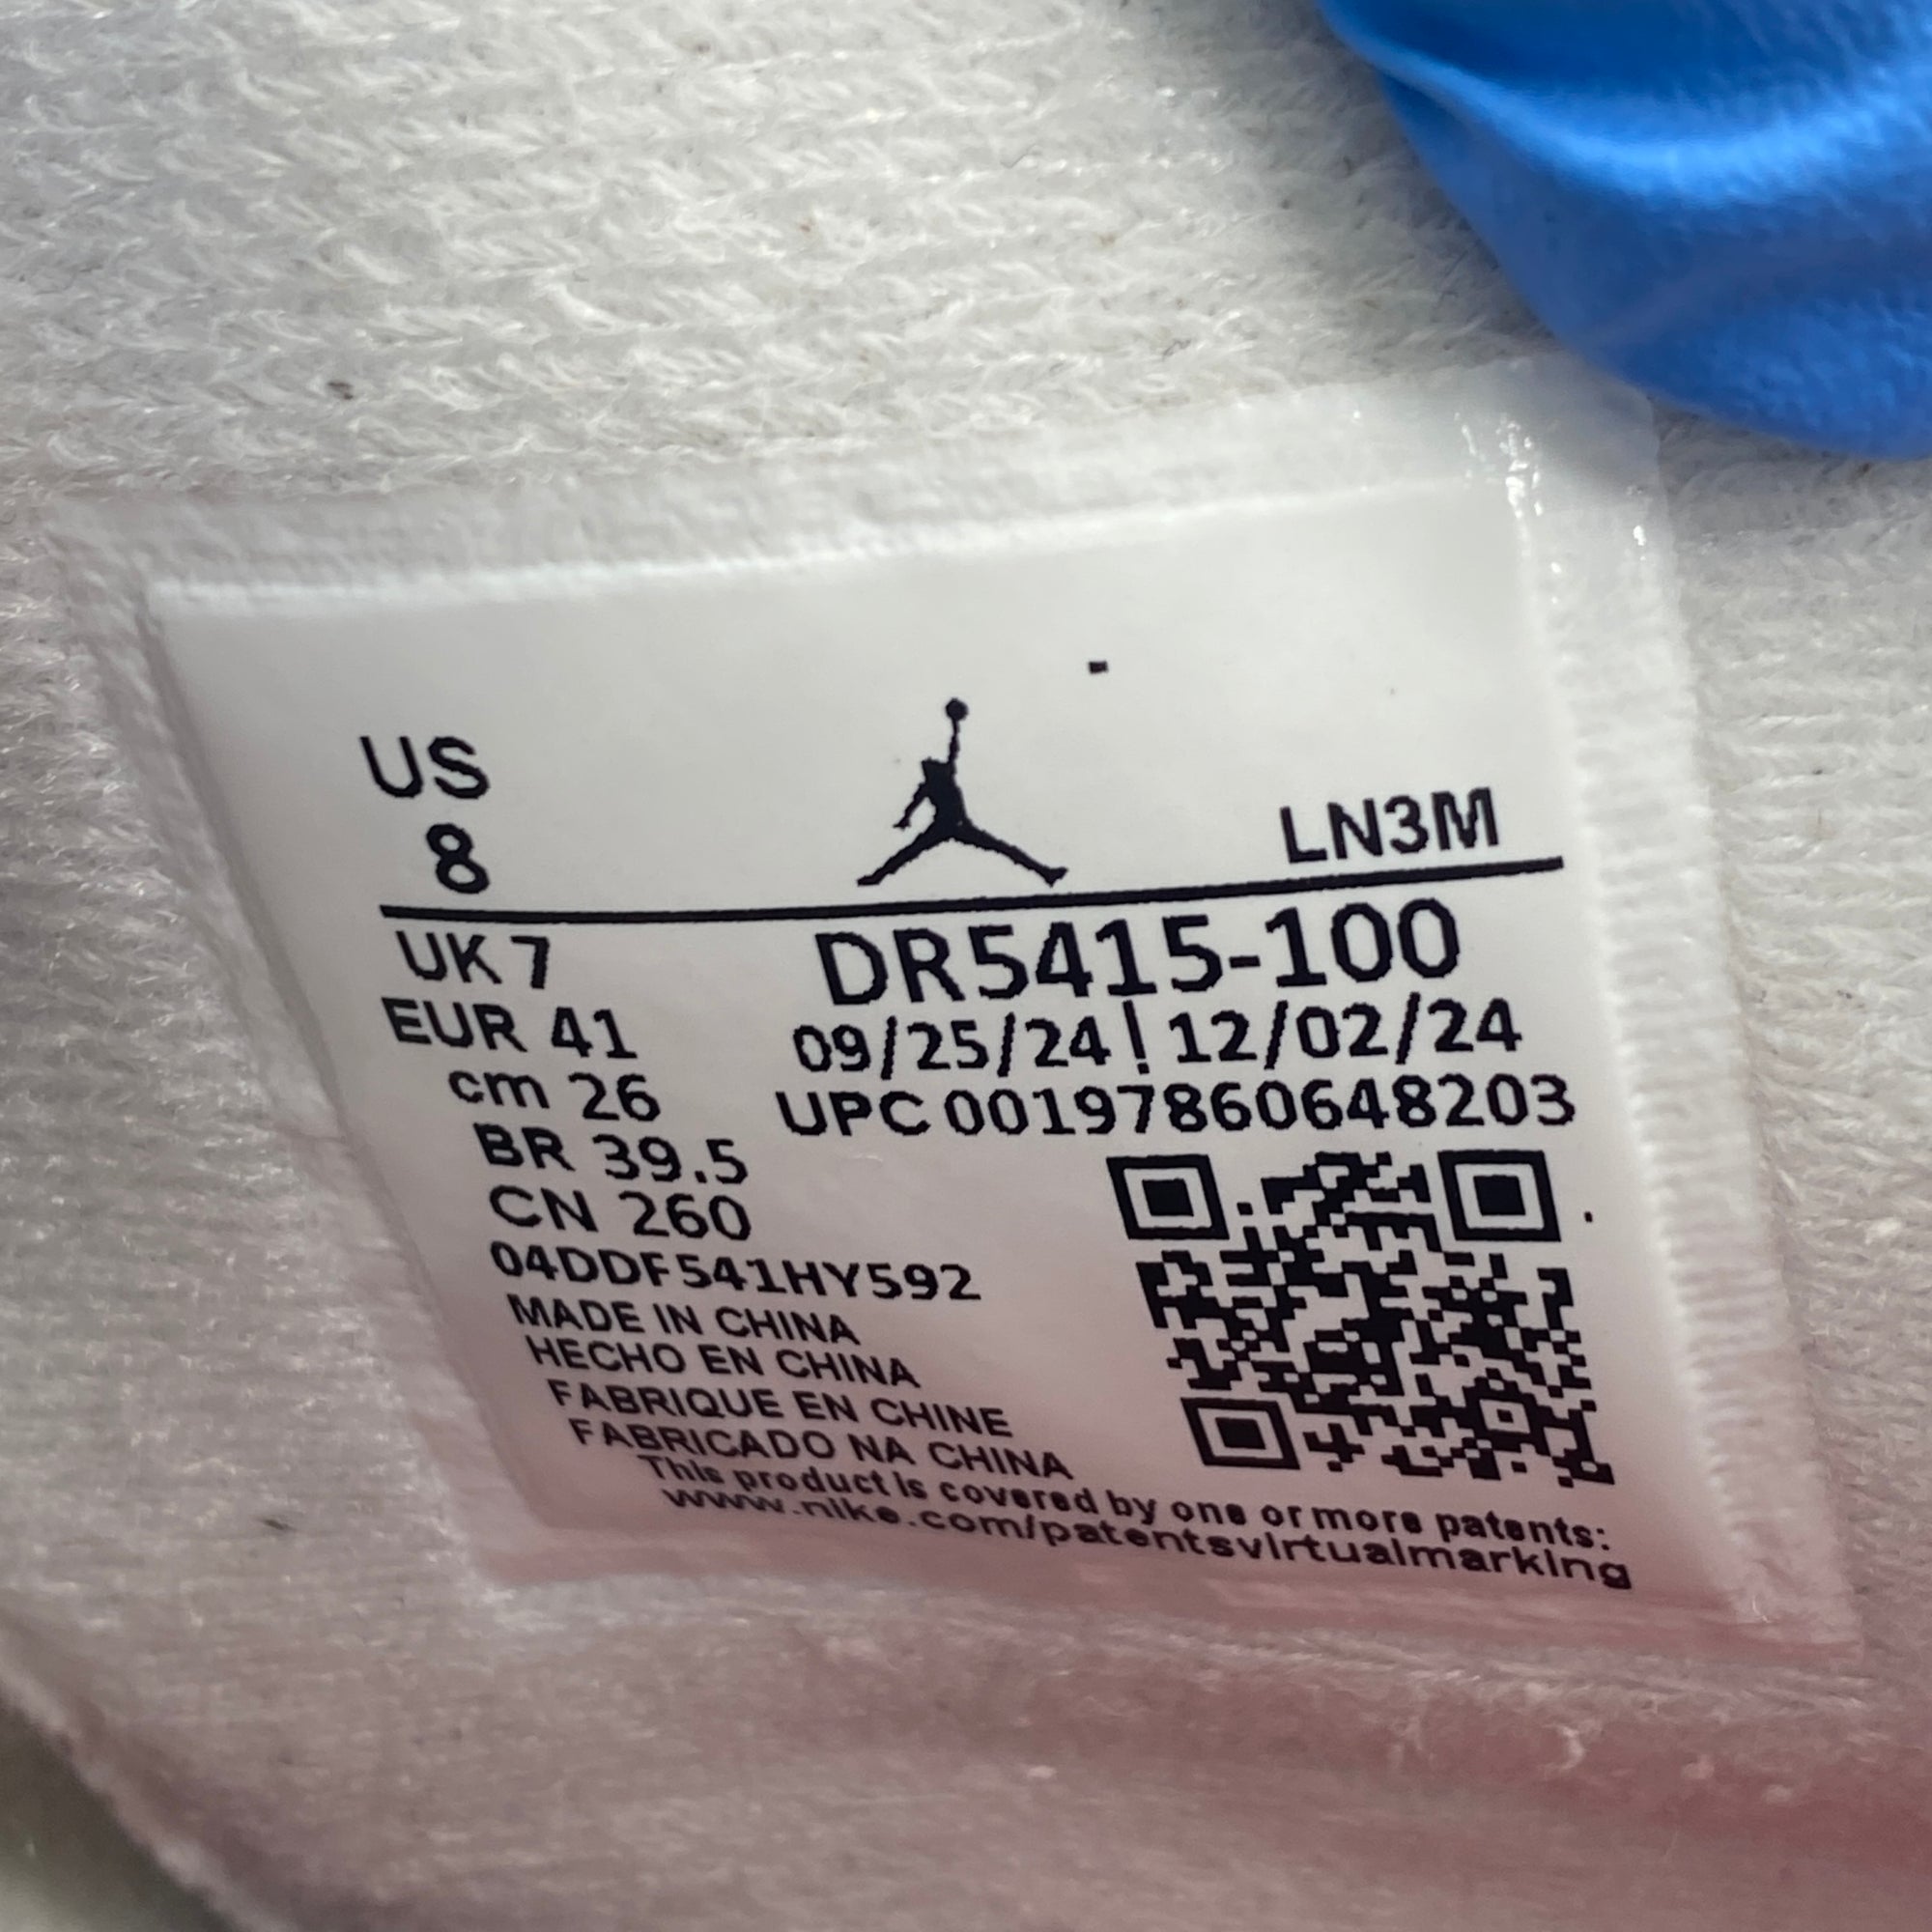 US
8
LN3M
UK 7
DR5415-100
EUR 41
09/25/24 ¦ 12/02/24
cm 26
UPC 00197860648203
BR 39.5
CN 260
04DDF541HY592
MADE IN CHINA
HECHO EN CHINA
FABRIQUE EN CHINE
FABRICADO NA CHINA
This product is covered by one or more patents:
www.nike.com/patentsvirtualmarking